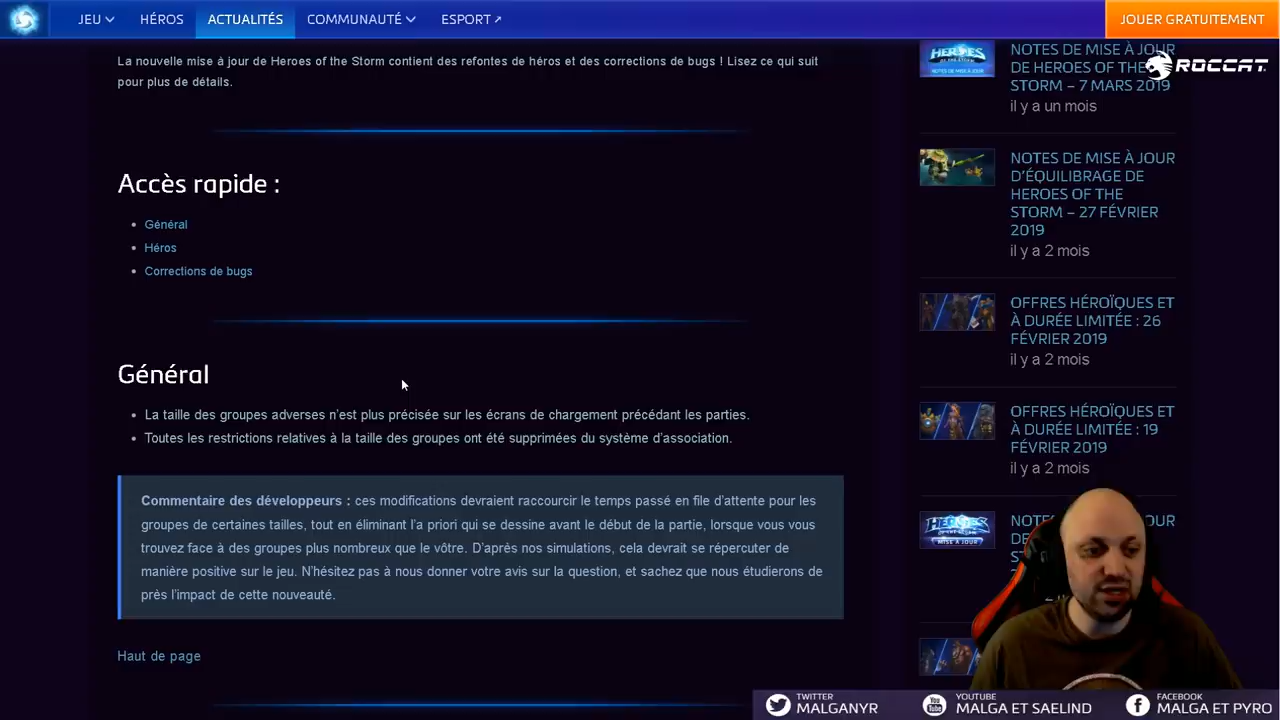 JEU
HÉROS
ACTUALITÉS
COMMUNAUTÉ
ESPORT
JOUER GRATUITEMENT
La nouvelle mise à jour de Heroes of the Storm contient des refontes de héros et des corrections de bugs ! Lisez ce qui suit
pour plus de détails.
Accès rapide :
• Général
• Héros
• Corrections de bugs
Général
• La taille des groupes adverses n'est plus précisée sur les écrans de chargement précédant les parties.
• Toutes les restrictions relatives à la taille des groupes ont été supprimées du système d'association.
Commentaire des développeurs : ces modifications devraient raccourcir le temps passé en file d'attente pour les
groupes de certaines tailles, tout en éliminant l'a priori qui se dessine avant le début de la partie, lorsque vous vous
trouvez face à des groupes plus nombreux que le vôtre. D'après nos simulations, cela devrait se répercuter de
manière positive sur le jeu. N'hésitez pas à nous donner votre avis sur la question, et sachez que nous étudierons de
près l'impact de cette nouveauté.
Haut de page
HEROES
NOTES DE MISE À JOUR
DE HEROES OF THE
STORM – 7 MARS 2019
il y a un mois
ROCCAT
NOTES DE MISE À JOUR
D'ÉQUILIBRAGE DE
HEROES OF THE
STORM – 27 FÉVRIER
2019
il y a 2 mois
OFFRES HÉROÏQUES ET
À DURÉE LIMITÉE : 26
FÉVRIER 2019
il y a 2 mois
OFFRES HÉROÏQUES ET
À DURÉE LIMITÉE : 19
FÉVRIER 2019
il y a 2 mois
HEROES
MISE À JOUR
TWITTER
MALGANYR
YOUTUBE
MALGA ET SAELIND
FACEBOOK
MALGA ET PYRO